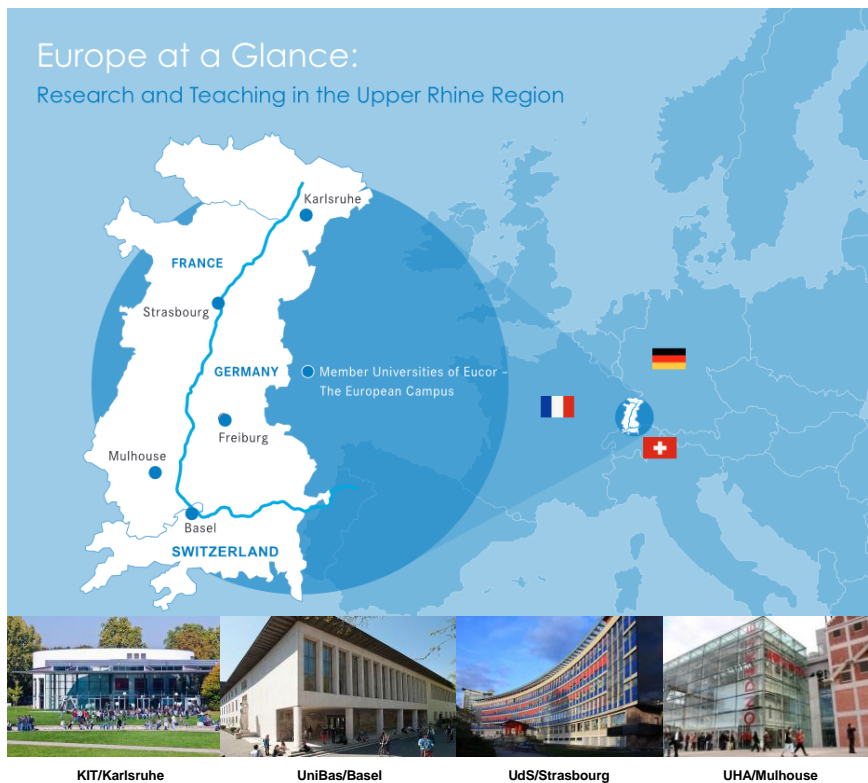 Europe at a Glance:
Research and Teaching in the Upper Rhine Region
Karlsruhe
FRANCE
Strasbourg
GERMANY
Member Universities of Eucor –
The European Campus
Freiburg
Mulhouse
Basel
SWITZERLAND
KIT/Karlsruhe
UniBas/Basel
UdS/Strasbourg
UHA/Mulhouse